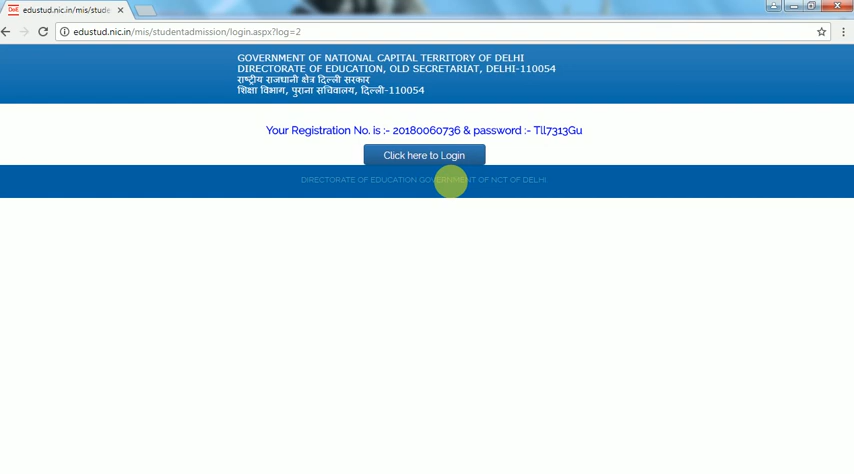 edustud.nic.in/mis/stude
edustud.nic.in/mis/studentadmission/login.aspx?log=2
GOVERNMENT OF NATIONAL CAPITAL TERRITORY OF DELHI
DIRECTORATE OF EDUCATION, OLD SECRETARIAT, DELHI-110054
राष्ट्रीय राजधानी क्षेत्र दिल्ली सरकार
शिक्षा विभाग, पुराना सचिवालय, दिल्ली-110054
Your Registration No. is :- 20180060736 & password :- Tll7313Gu
Click here to Login
DIRECTORATE OF EDUCATION GOVERNMENT OF NCT OF DELHI